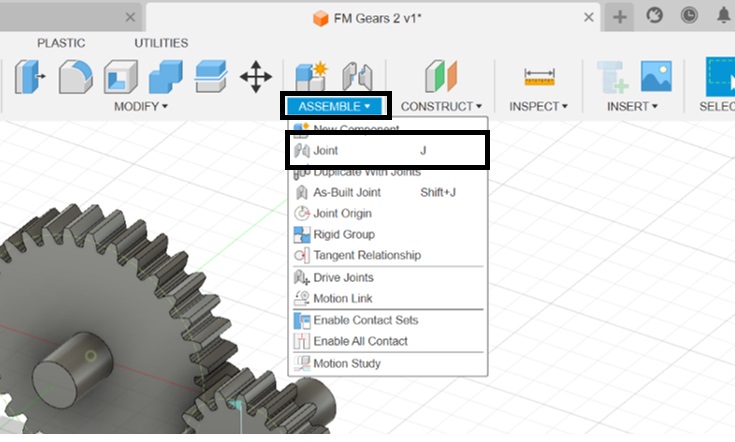 FM Gears 2 v1*
PLASTIC UTILITIES
MODIFY ASSEMBLE CONSTRUCT INSPECT INSERT SELEC
New Component
Joint J
Duplicate With Joints
As-Built Joint Shift+J
Joint Origin
Rigid Group
Tangent Relationship
Drive Joints
Motion Link
Enable Contact Sets
Enable All Contact
Motion Study